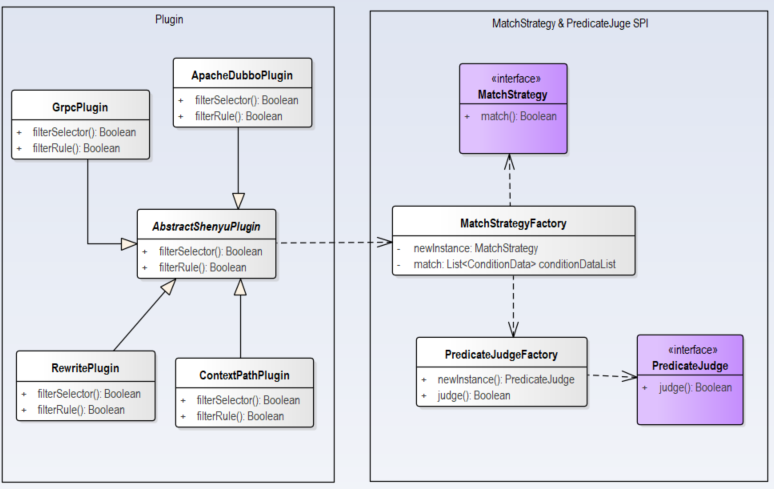 Plugin
ApacheDubboPlugin
+ filterSelector(): Boolean
+ filterRule(): Boolean
GrpcPlugin
+ filterSelector(): Boolean
+ filterRule(): Boolean
AbstractShenyuPlugin
+ filterSelector(): Boolean
+ filterRule(): Boolean
RewritePlugin
+ filterSelector(): Boolean
+ filterRule(): Boolean
ContextPathPlugin
+ filterSelector(): Boolean
+ filterRule(): Boolean
MatchStrategy & PredicateJuge SPI
«interface»
MatchStrategy
+ match(): Boolean
MatchStrategyFactory
- newInstance: MatchStrategy
- match: List<ConditionData> conditionDataList
PredicateJudgeFactory
+ newInstance(): PredicateJudge
+ judge(): Boolean
«interface»
PredicateJudge
+ judge(): Boolean